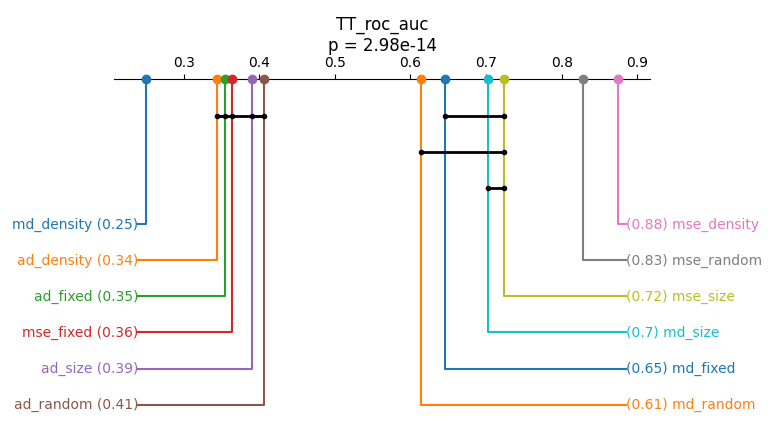 TT_roc_auc
p = 2.98e-14
0.3 0.4 0.5 0.6 0.7 0.8 0.9
md_density (0.25) (0.88) mse_density
ad_density (0.34) (0.83) mse_random
ad_fixed (0.35) (0.72) mse_size
mse_fixed (0.36) (0.7) md_size
ad_size (0.39) (0.65) md_fixed
ad_random (0.41) (0.61) md_random